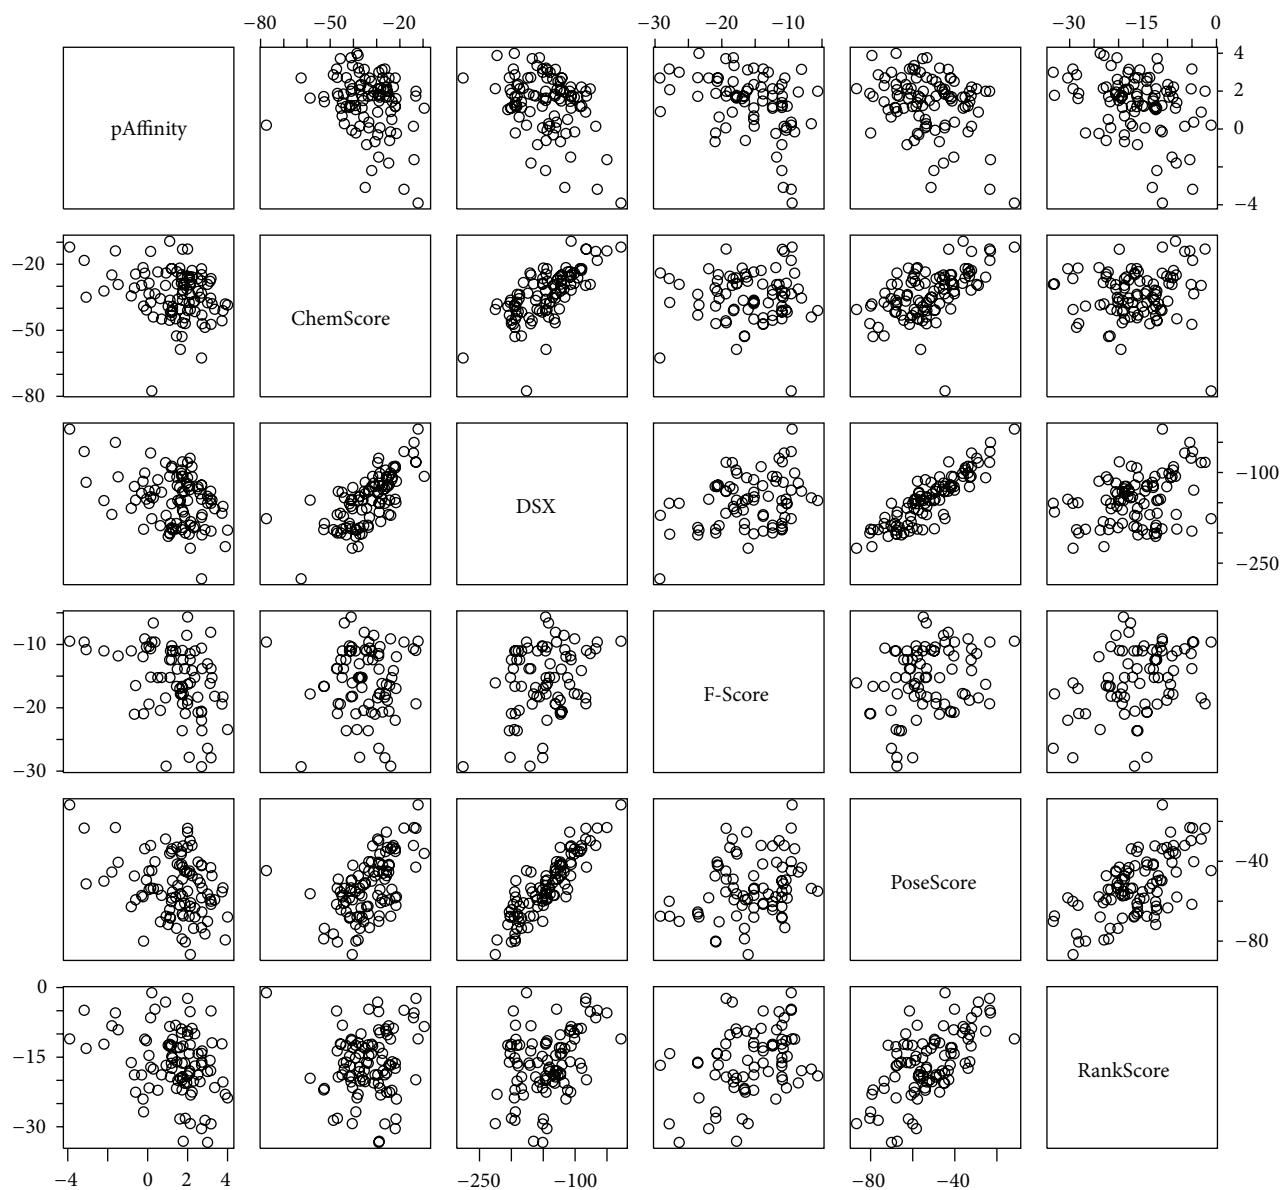 −80 −50 −20 −30 −20 −10 −30 −15 0
pAffinity
4
2
0
−4
−20
−50
−80
ChemScore
DSX
−100
−250
−10
−20
−30
F-Score
PoseScore
−40
−80
0
−15
−30
RankScore
−4 0 2 4 −250 −100 −80 −40